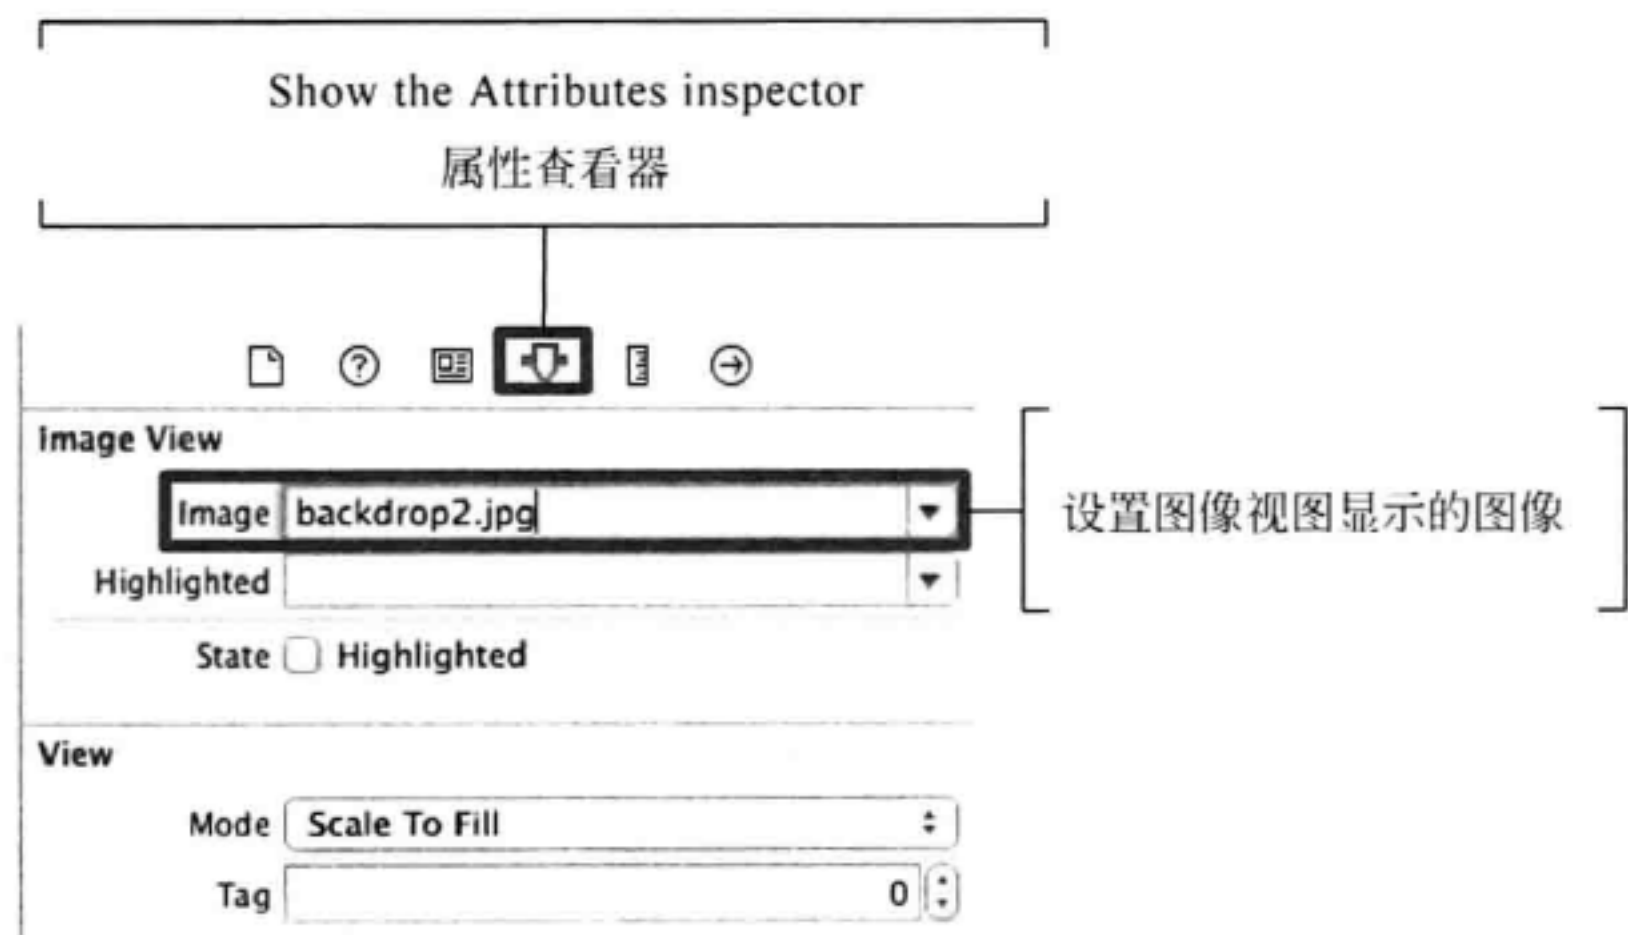 Show the Attributes inspector
属性查看器
Image View
Image backdrop2.jpg
设置图像视图显示的图像
Highlighted
State Highlighted
View
Mode Scale To Fill
Tag 0